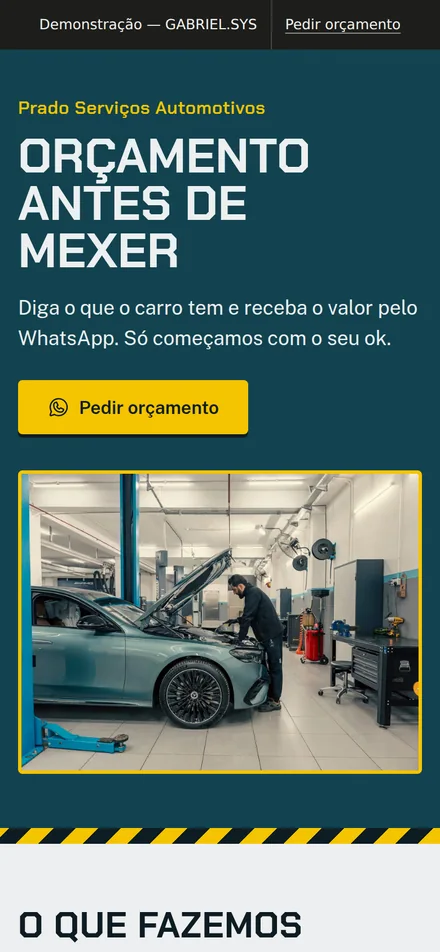 Demonstração — GABRIEL.SYS
Pedir orçamento
Prado Serviços Automotivos
ORÇAMENTO
ANTES DE
MEXER
Diga o que o carro tem e receba o valor pelo
WhatsApp. Só começamos com o seu ok.
Pedir orçamento
O QUE FAZEMOS